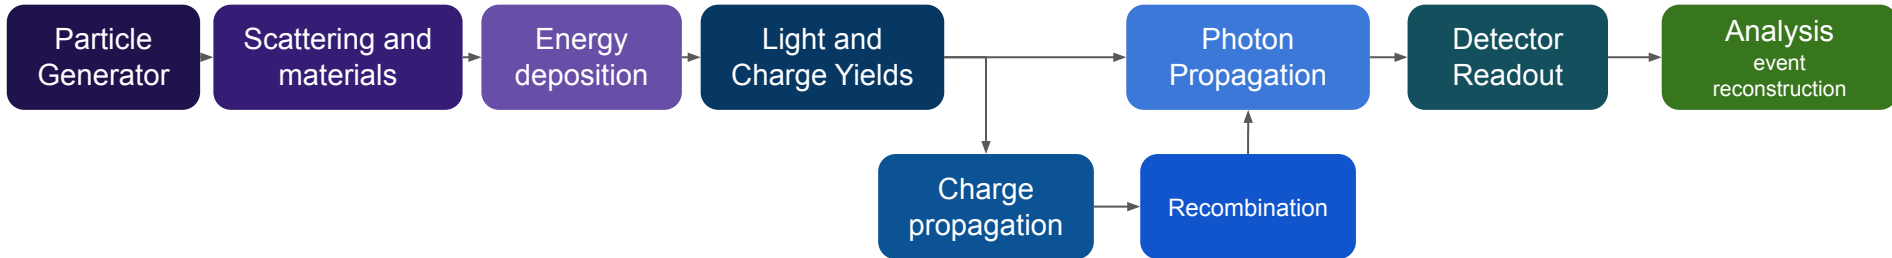 Particle
Generator
Scattering and
materials
Energy
deposition
Light and
Charge Yields
Photon
Propagation
Detector
Readout
Analysis
event
reconstruction
Charge
propagation
Recombination